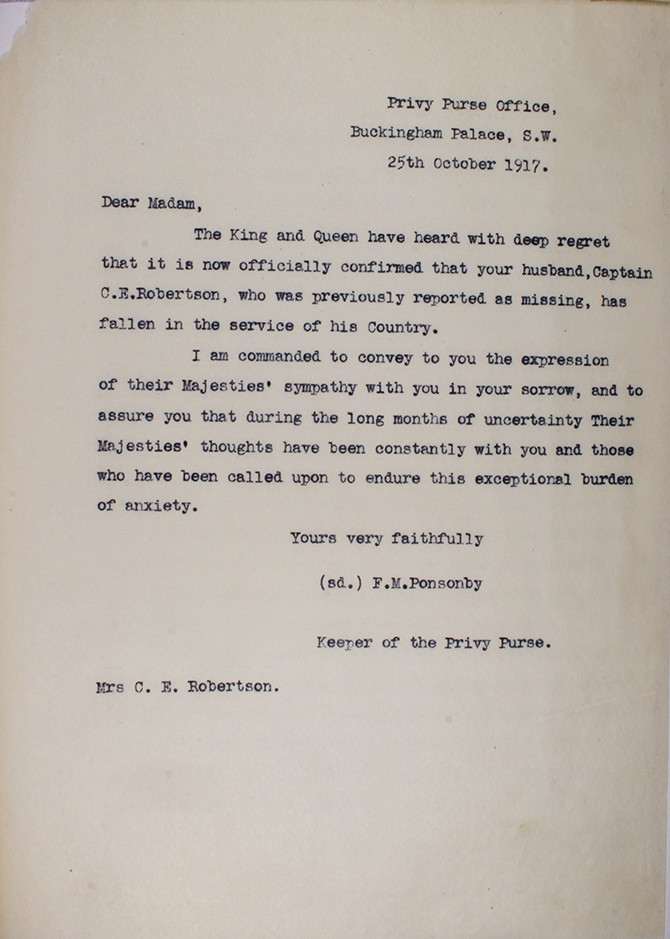 Privy Purse Office,
Buckingham Palace, S.W.
25th October 1917.
Dear Madam,
The King and Queen have heard with deep regret
that it is now officially confirmed that your husband,Captain
C.E.Robertson, who was previously reported as missing, has
fallen in the service of his Country.
I am commanded to convey to you the expression
of their Majesties' sympathy with you in your sorrow, and to
assure you that during the long months of uncertainty Their
Majesties' thoughts have been constantly with you and those
who have been called upon to endure this exceptional burden
of anxiety.
Yours very faithfully
(sd.) F.M.Ponsonby
Keeper of the Privy Purse.
Mrs C. E. Robertson.